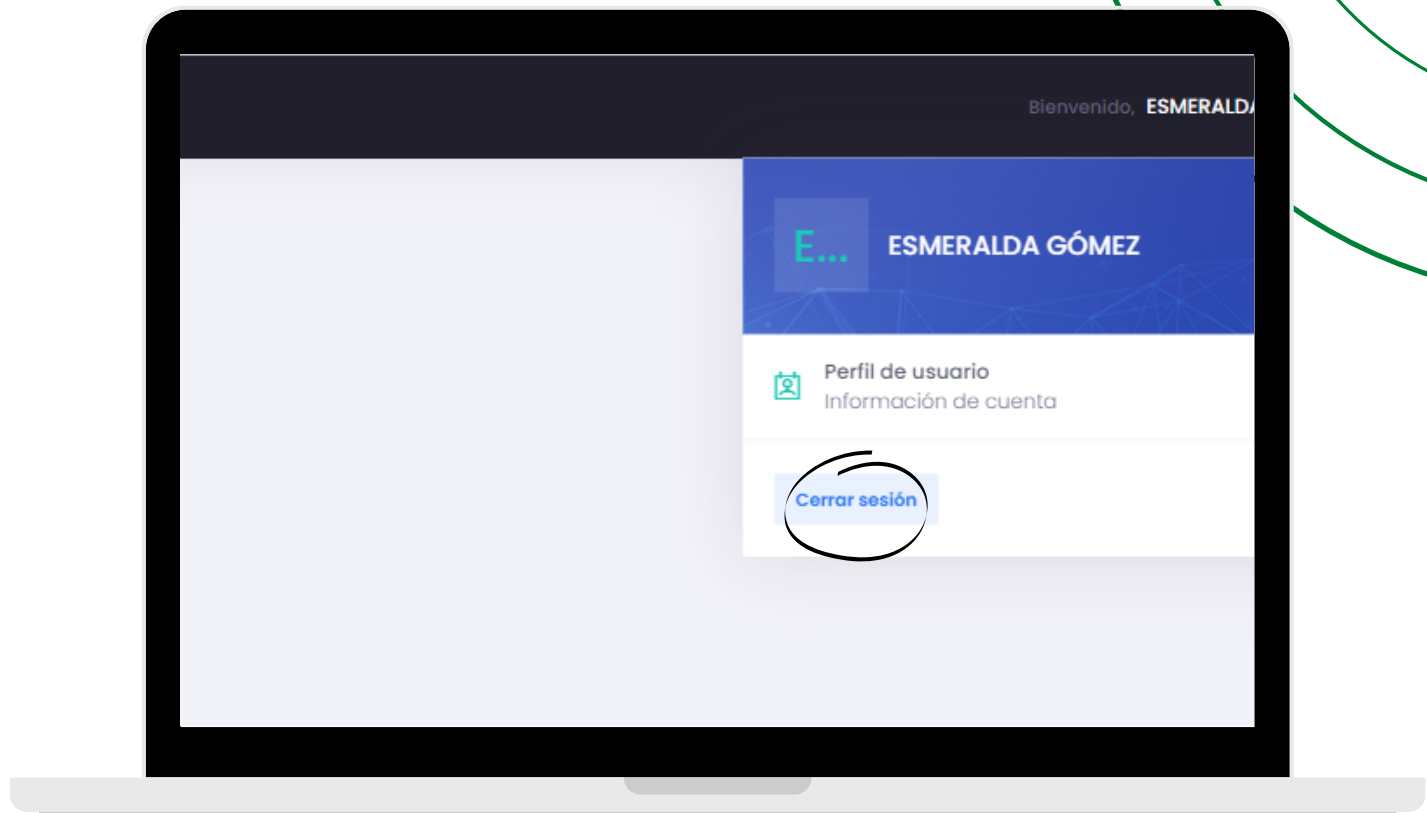 Bienvenido, ESMERALDA
E...
ESMERALDA GÓMEZ
Perfil de usuario
Información de cuenta
Cerrar sesión